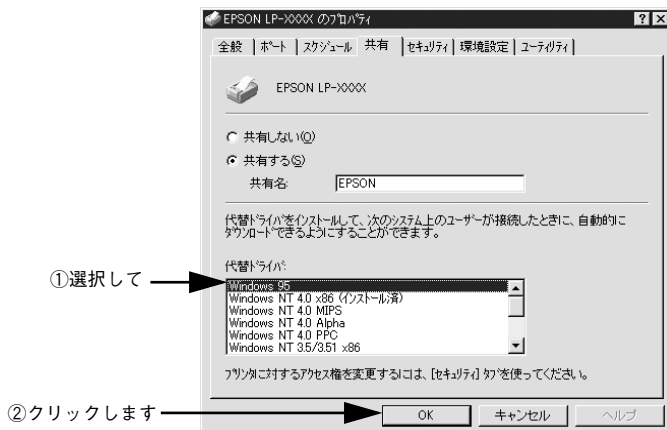 EPSON LP-XXXX のプロパティ
全般 ポート スケジュール 共有 セキュリティ 環境設定 ユーティリティ
EPSON LP-XXXX
共有しない(O)
共有する(S)
共有名: EPSON
代替ドライバをインストールして、次のシステム上のユーザーが接続したときに、自動的に
ダウンロードできるようにすることができます。
代替ドライバ:
①選択して
Windows 95
Windows NT 4.0 x86 (インストール済)
Windows NT 4.0 MIPS
Windows NT 4.0 Alpha
Windows NT 4.0 PPC
Windows NT 3.5/3.51 x86
プリンタに対するアクセス権を変更するには、[セキュリティ] タブを使ってください。
②クリックします
OK キャンセル ヘルプ